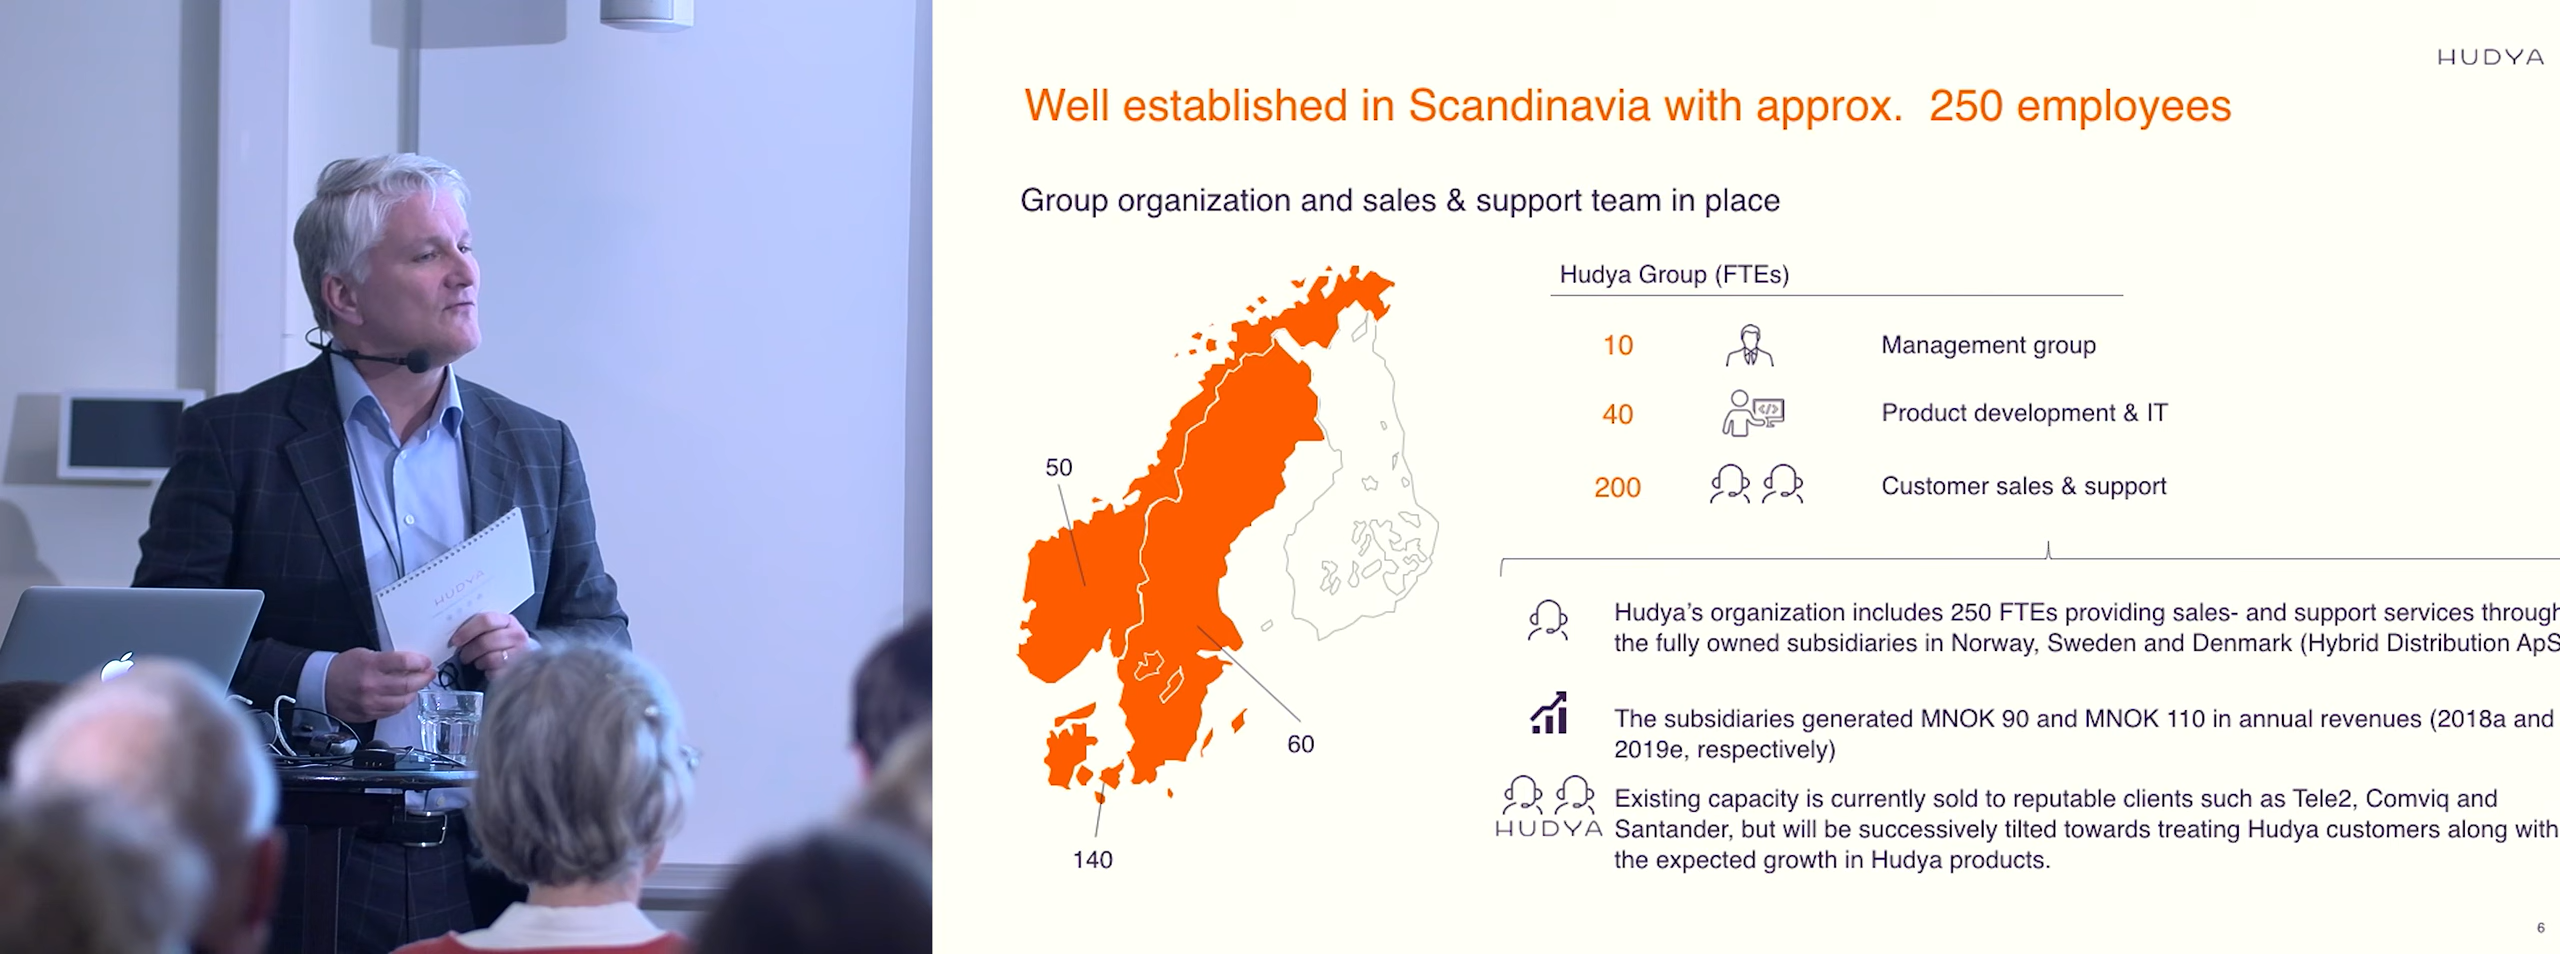 HUDYA
Well established in Scandinavia with approx. 250 employees
Group organization and sales & support team in place
Hudya Group (FTEs)
10 Management group
40 </> Product development & IT
200 Customer sales & support
50
60
140
Hudya's organization includes 250 FTEs providing sales- and support services through
the fully owned subsidiaries in Norway, Sweden and Denmark (Hybrid Distribution ApS
The subsidiaries generated MNOK 90 and MNOK 110 in annual revenues (2018a and
2019e, respectively)
Existing capacity is currently sold to reputable clients such as Tele2, Comviq and
HUDYA Santander, but will be successively tilted towards treating Hudya customers along with
the expected growth in Hudya products.
6
HUDYA